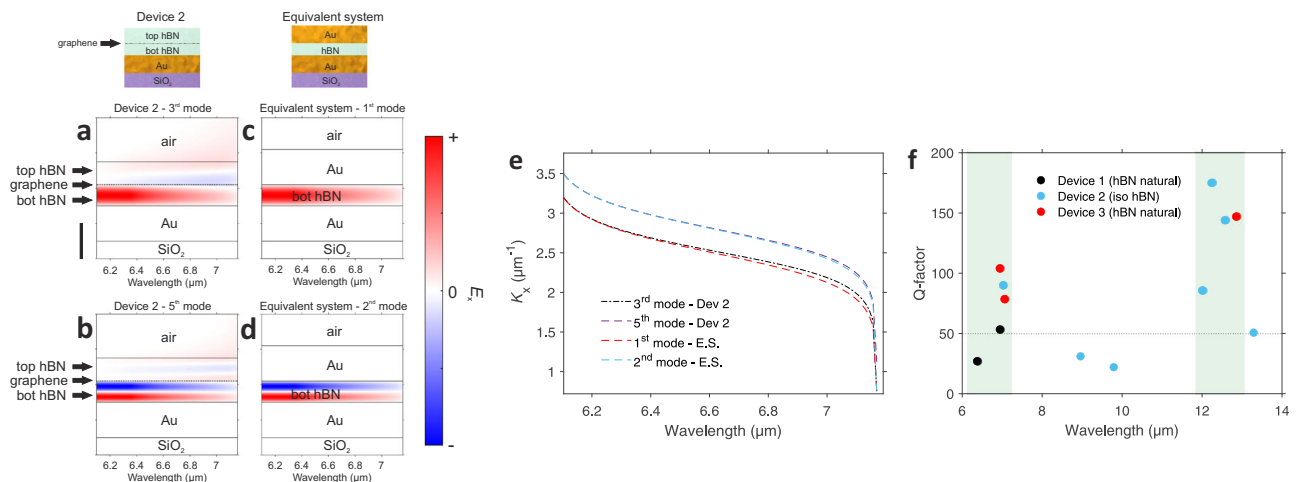 Device 2
Equivalent system
graphene
top hBN
bot hBN
Au
SiO₂
Au
hBN
Au
SiO₂
a
Device 2 - 3rd mode
air
top hBN
graphene
bot hBN
Au
SiO₂
6.2 6.4 6.6 6.8 7
Wavelength (µm)
c
Equivalent system - 1st mode
air
Au
bot hBN
Au
SiO₂
6.2 6.4 6.6 6.8 7
Wavelength (µm)
b
Device 2 - 5th mode
air
top hBN
graphene
bot hBN
Au
SiO₂
6.2 6.4 6.6 6.8 7
Wavelength (µm)
d
Equivalent system - 2nd mode
air
Au
bot hBN
Au
SiO₂
6.2 6.4 6.6 6.8 7
Wavelength (µm)
+
0
Eₓ
-
e
3.5
3
2.5
2
1.5
1
Kₓ (µm⁻¹)
3rd mode - Dev 2
5th mode - Dev 2
1st mode - E.S.
2nd mode - E.S.
6.2 6.4 6.6 6.8 7
Wavelength (µm)
f
200
150
100
50
0
Q-factor
Device 1 (hBN natural)
Device 2 (iso hBN)
Device 3 (hBN natural)
6 8 10 12 14
Wavelength (µm)